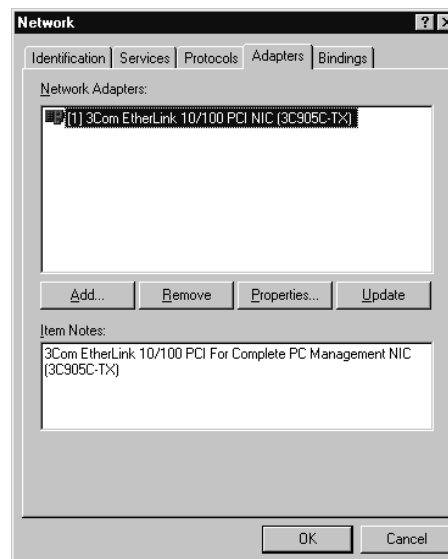 Network
Identification Services Protocols Adapters Bindings
Network Adapters:
[1] 3Com EtherLink 10/100 PCI NIC (3C905C-TX)
Add... Remove Properties... Update
Item Notes:
3Com EtherLink 10/100 PCI For Complete PC Management NIC
(3C905C-TX)
OK Cancel